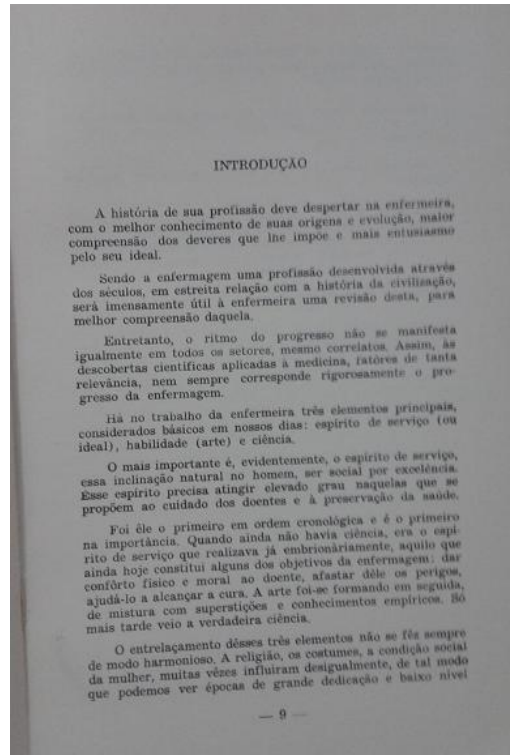 INTRODUÇÃO
A história de sua profissão deve despertar na enfermeira,
com o melhor conhecimento de suas origens e evolução, maior
compreensão dos deveres que lhe impõe e mais entusiasmo
pelo seu ideal.
Sendo a enfermagem uma profissão desenvolvida através
dos séculos, em estreita relação com a história da civilização,
será imensamente útil à enfermeira uma revisão desta, para
melhor compreensão daquela.
Entretanto, o ritmo do progresso não se manifesta
igualmente em todos os setores, mesmo correlatos. Assim, às
descobertas científicas aplicadas à medicina, fatôres de tanta
relevância, nem sempre corresponde rigorosamente o pro-
gresso da enfermagem.
Há no trabalho da enfermeira três elementos principais,
considerados básicos em nossos dias: espírito de serviço (ou
ideal), habilidade (arte) e ciência.
O mais importante é, evidentemente, o espírito de serviço,
essa inclinação natural no homem, ser social por excelência.
Êsse espírito precisa atingir elevado grau naquelas que se
propõem ao cuidado dos doentes e à preservação da saúde.
Foi êle o primeiro em ordem cronológica e é o primeiro
na importância. Quando ainda não havia ciência, era o espí-
rito de serviço que realizava já embrionàriamente, aquilo que
ainda hoje constitui alguns dos objetivos da enfermagem: dar
confôrto físico e moral ao doente, afastar dêle os perigos,
ajudá-lo a alcançar a cura. A arte foi-se formando em seguida,
de mistura com superstições e conhecimentos empíricos. Só
mais tarde veio a verdadeira ciência.
O entrelaçamento dêsses três elementos não se fêz sempre
de modo harmonioso. A religião, os costumes, a condição social
da mulher, muitas vêzes influiram desigualmente, de tal modo
que podemos ver épocas de grande dedicação e baixo nível
— 9 —